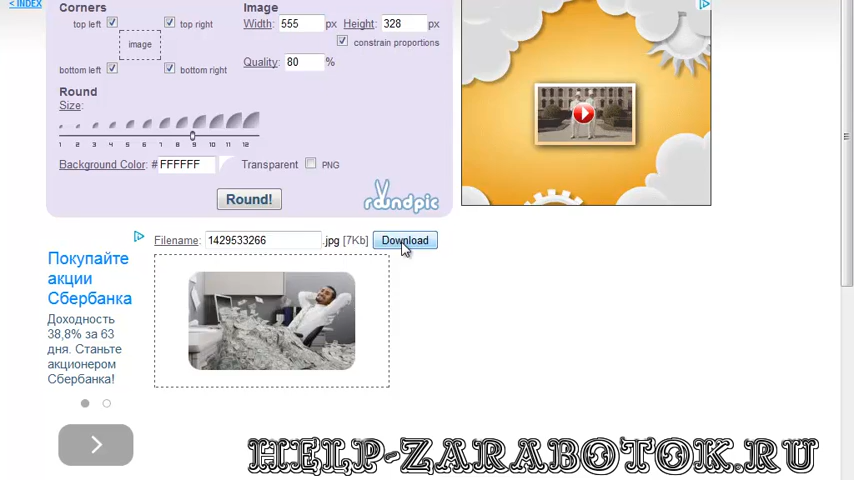 < INDEX
Corners
top left
top right
image
bottom left
bottom right
Image
Width: 555 px Height: 328 px
constrain proportions
Quality: 80 %
Round
Size:
1 2 3 4 5 6 7 8 9 10 11 12
Background Color: # FFFFFF Transparent PNG
Round!
roundpic
Filename: 1429533266 .jpg [7Kb] Download
Покупайте
акции
Сбербанка
Доходность
38,8% за 63
дня. Станьте
акционером
Сбербанка!
HELP-ZARABOTOK.RU